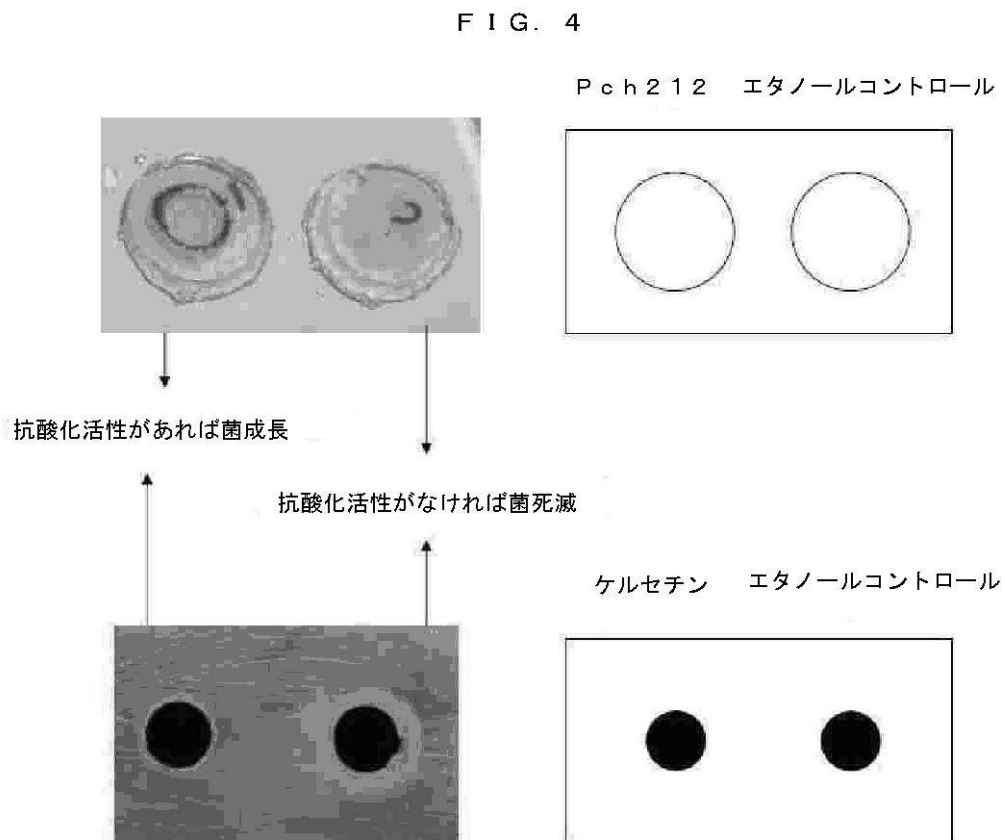 ＦＩＧ. ４
Ｐｃｈ２１２ エタノールコントロール
抗酸化活性があれば菌成長
抗酸化活性がなければ菌死滅
ケルセチン エタノールコントロール